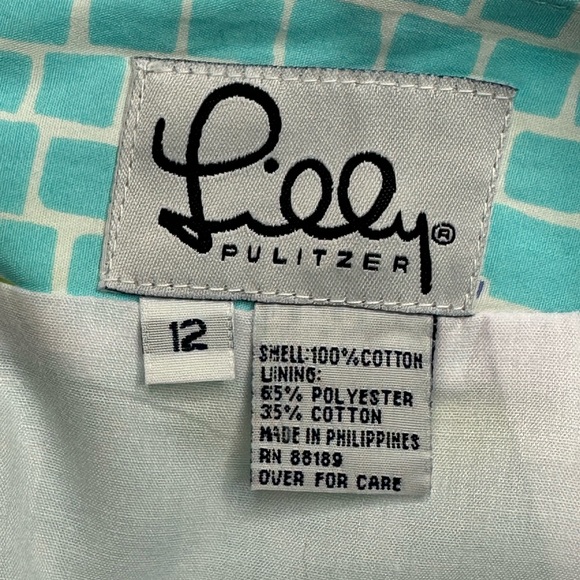 Lilly®
PULITZER
12
SHELL:100%COTTON
LINING:
65% POLYESTER
35% COTTON
MADE IN PHILIPPINES
RN 88189
OVER FOR CARE